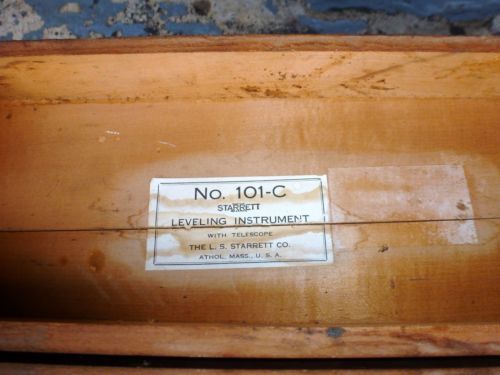 No. 101-C
STARRETT
LEVELING INSTRUMENT
WITH TELESCOPE
THE L. S. STARRETT CO.
ATHOL, MASS., U. S. A.